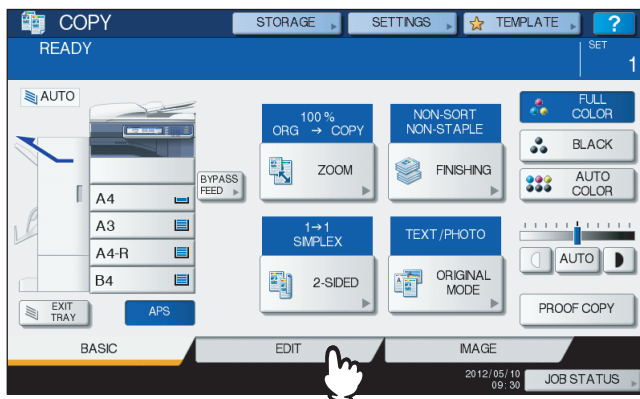 COPY
STORAGE
SETTINGS
TEMPLATE
?
READY
SET
1
AUTO
100 %
ORG → COPY
NON-SORT
NON-STAPLE
FULL
COLOR
BLACK
ZOOM
FINISHING
AUTO
COLOR
BYPASS
FEED
A4
A3
A4-R
B4
1→1
SIMPLEX
TEXT/PHOTO
2-SIDED
ORIGINAL
MODE
AUTO
EXIT
TRAY
APS
PROOF COPY
BASIC
EDIT
IMAGE
2012/05/10
09:30
JOB STATUS